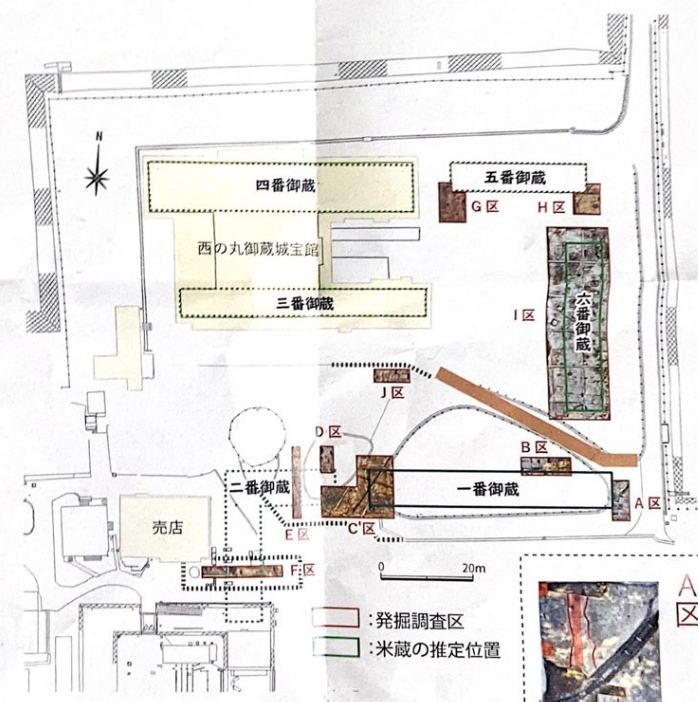 N
四番御蔵
五番御蔵
G区
H区
西の丸御蔵城宝館
三番御蔵
I区
六番御蔵
J区
D区
B区
二番御蔵
一番御蔵
A区
売店
E区
C'区
F区
0
20m
:発掘調査区
:米蔵の推定位置
A
区